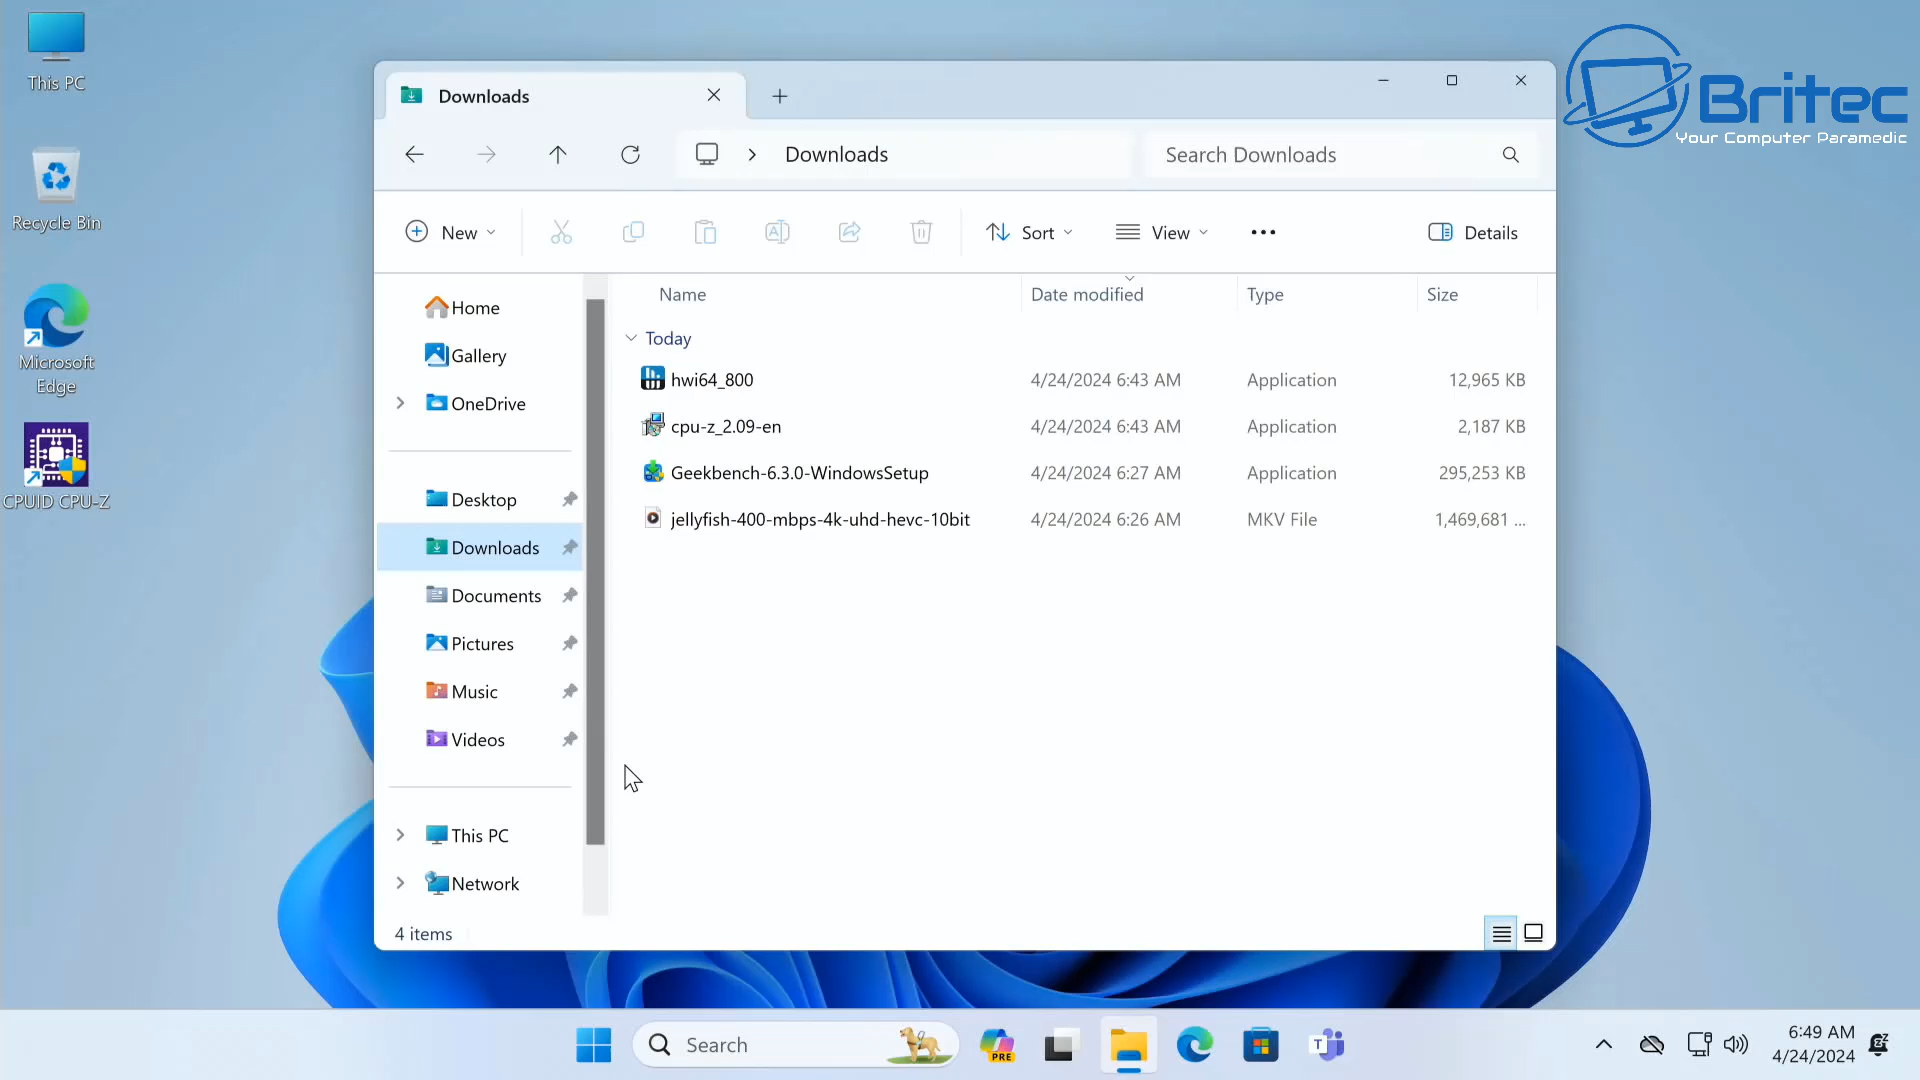 This PC
Recycle Bin
Microsoft
Edge
CPUID CPU-Z
Downloads
Britec
Your Computer Paramedic
Downloads
Search Downloads
New
Sort
View
Details
Home
Gallery
OneDrive
Desktop
Downloads
Documents
Pictures
Music
Videos
This PC
Network
Name Date modified Type Size
Today
hwi64_800 4/24/2024 6:43 AM Application 12,965 KB
cpu-z_2.09-en 4/24/2024 6:43 AM Application 2,187 KB
Geekbench-6.3.0-WindowsSetup 4/24/2024 6:27 AM Application 295,253 KB
jellyfish-400-mbps-4k-uhd-hevc-10bit 4/24/2024 6:26 AM MKV File 1,469,681 ...
4 items
Search
PRE
T
6:49 AM
4/24/2024